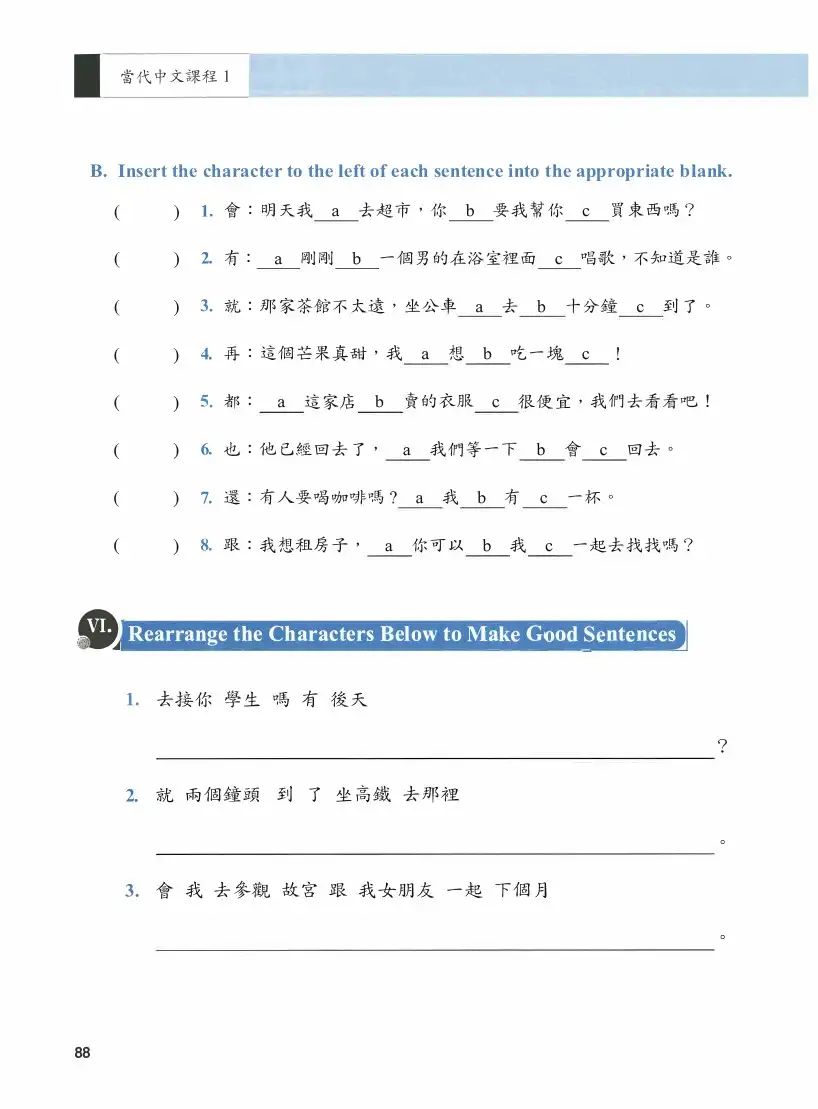 當代中文課程 1
B. Insert the character to the left of each sentence into the appropriate blank.
( ) 1. 會：明天我 a 去超市，你 b 要我幫你 c 買東西嗎？
( ) 2. 有： a 剛剛 b 一個男的在浴室裡面 c 唱歌，不知道是誰。
( ) 3. 就：那家茶館不太遠，坐公車 a 去 b 十分鐘 c 到了。
( ) 4. 再：這個芒果真甜，我 a 想 b 吃一塊 c ！
( ) 5. 都： a 這家店 b 賣的衣服 c 很便宜，我們去看看吧！
( ) 6. 也：他已經回去了， a 我們等一下 b 會 c 回去。
( ) 7. 還：有人要喝咖啡嗎？ a 我 b 有 c 一杯。
( ) 8. 跟：我想租房子， a 你可以 b 我 c 一起去找找嗎？
VI. Rearrange the Characters Below to Make Good Sentences
1. 去接你 學生 嗎 有 後天
？
2. 就 兩個鐘頭 到 了 坐高鐵 去那裡
。
3. 會 我 去參觀 故宮 跟 我女朋友 一起 下個月
。
88